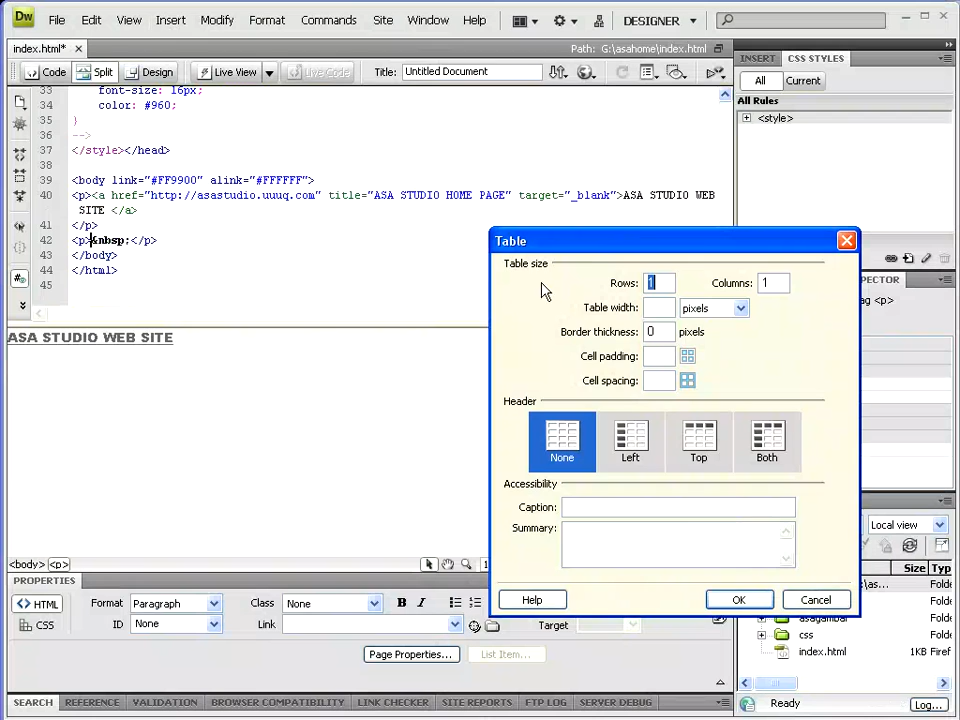 Dw File Edit View Insert Modify Format Commands Site Window Help DESIGNER
index.html* Path: G:\asahome\index.html
Code Split Design Live View Live Code Title: Untitled Document
INSERT CSS STYLES
All Current
All Rules
<style>
33 font-size: 16px;
34 color: #960;
35 }
36 -->
37 </style></head>
38
39 <body link="#FF9900" alink="#FFFFFF">
40 <p><a href="http://asastudio.uuuq.com" title="ASA STUDIO HOME PAGE" target="_blank">ASA STUDIO WEB
SITE </a>
41 </p>
42 <p>&nbsp;</p>
43 </body>
44 </html>
45
ASA STUDIO WEB SITE
Table
Table size
Rows: 1 Columns: 1
Table width: pixels
Border thickness: 0 pixels
Cell padding:
Cell spacing:
Header
None Left Top Both
Accessibility
Caption:
Summary:
Help OK Cancel
ag <p>
Local view
Size Typ
Folde
asagambar Folde
css Folde
index.html 1KB Firef
Ready Log...
<body> <p>
PROPERTIES
HTML Format Paragraph Class None B I
CSS ID None Link Target
Page Properties... List Item...
SEARCH REFERENCE VALIDATION BROWSER COMPATIBILITY LINK CHECKER SITE REPORTS FTP LOG SERVER DEBUG